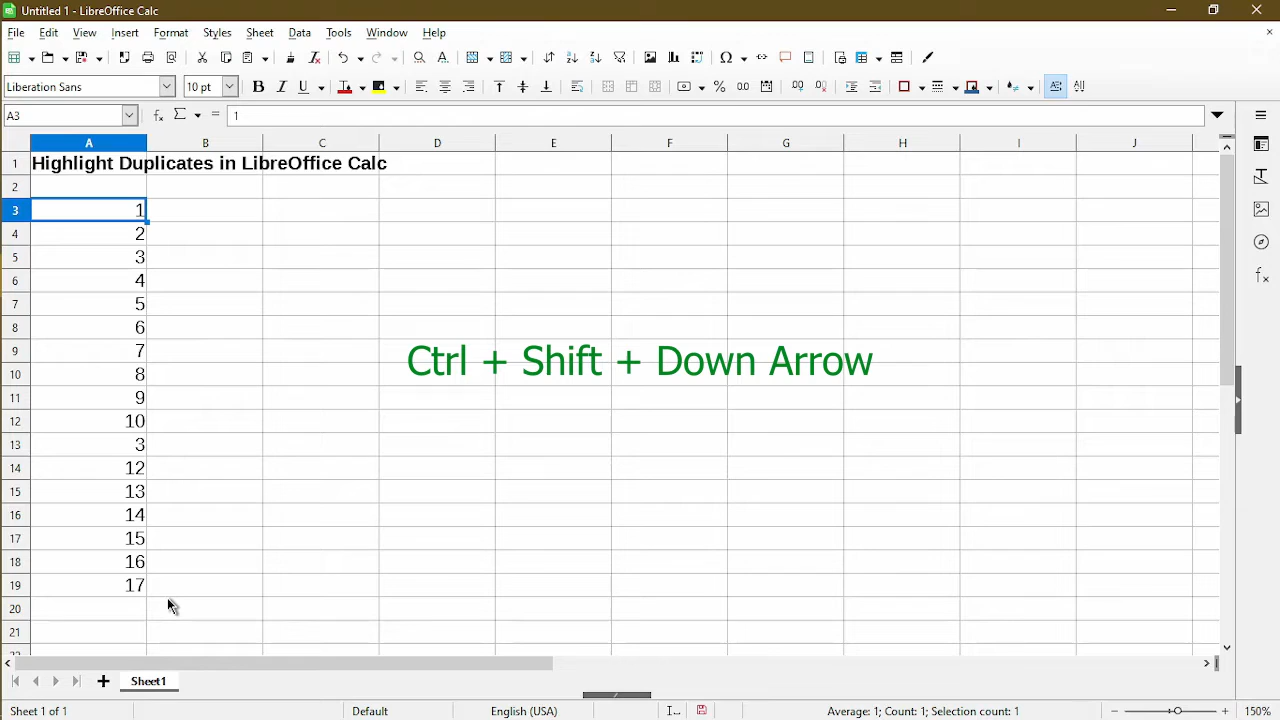 Untitled 1 - LibreOffice Calc
File Edit View Insert Format Styles Sheet Data Tools Window Help
Liberation Sans 10 pt
A3 1
A B C D E F G H I J
1 Highlight Duplicates in LibreOffice Calc
2
3 1
4 2
5 3
6 4
7 5
8 6
9 7
Ctrl + Shift + Down Arrow
10 8
11 9
12 10
13 3
14 12
15 13
16 14
17 15
18 16
19 17
20
21
Sheet1
Sheet 1 of 1 Default English (USA) Average: 1; Count: 1; Selection count: 1 150%